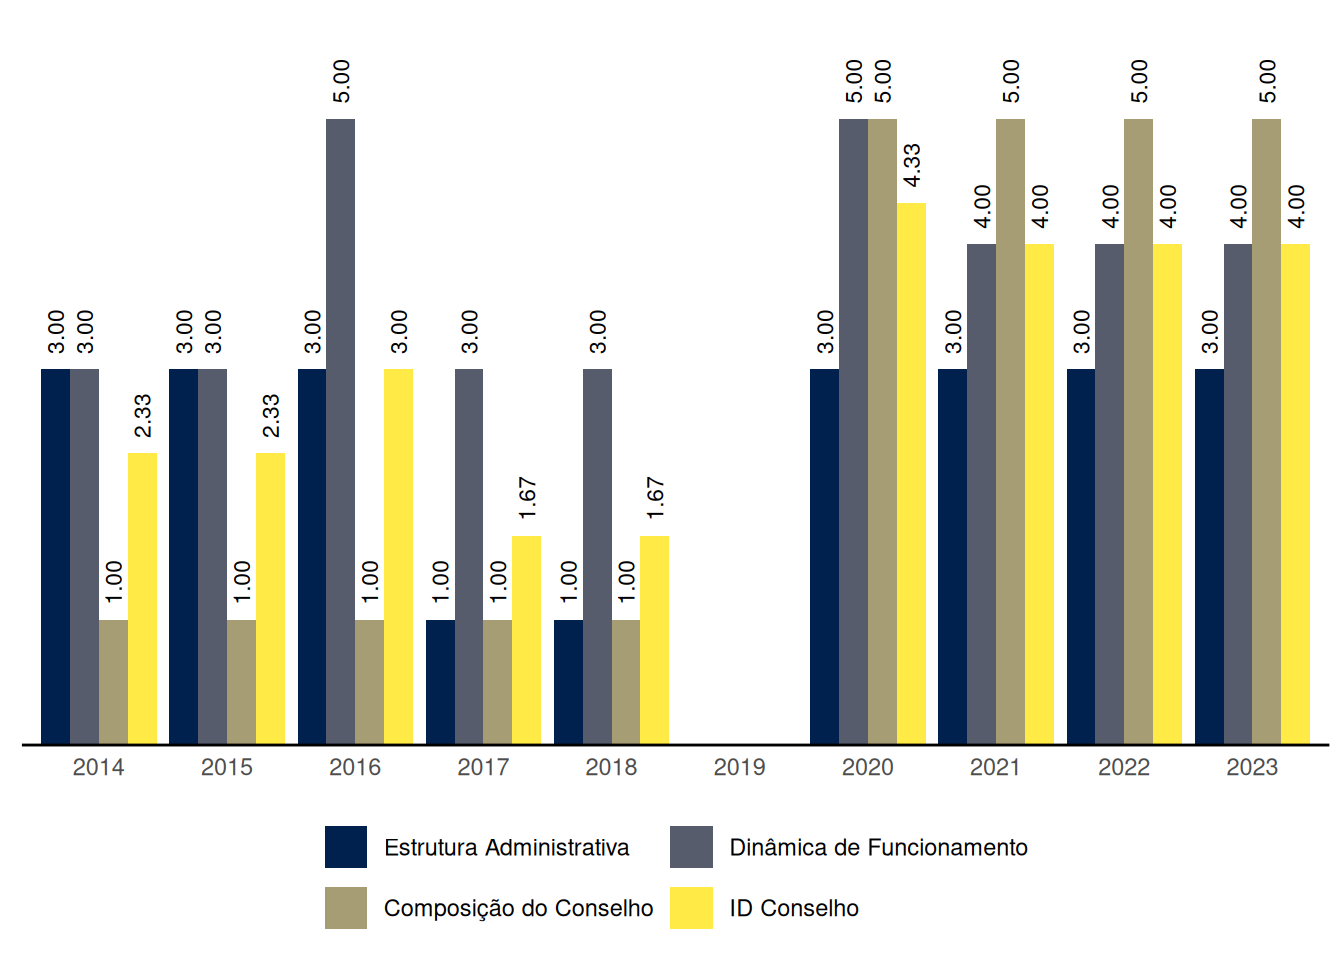 5.00 5.00 5.00 5.00 5.00 5.00
4.33
4.00 4.00 4.00 4.00 4.00 4.00
3.00 3.00 3.00 3.00 3.00 3.00 3.00 3.00 3.00 3.00 3.00 3.00
2.33 2.33
1.67 1.67
1.00 1.00 1.00 1.00 1.00 1.00 1.00
2014 2015 2016 2017 2018 2019 2020 2021 2022 2023
Estrutura Administrativa Dinâmica de Funcionamento
Composição do Conselho ID Conselho